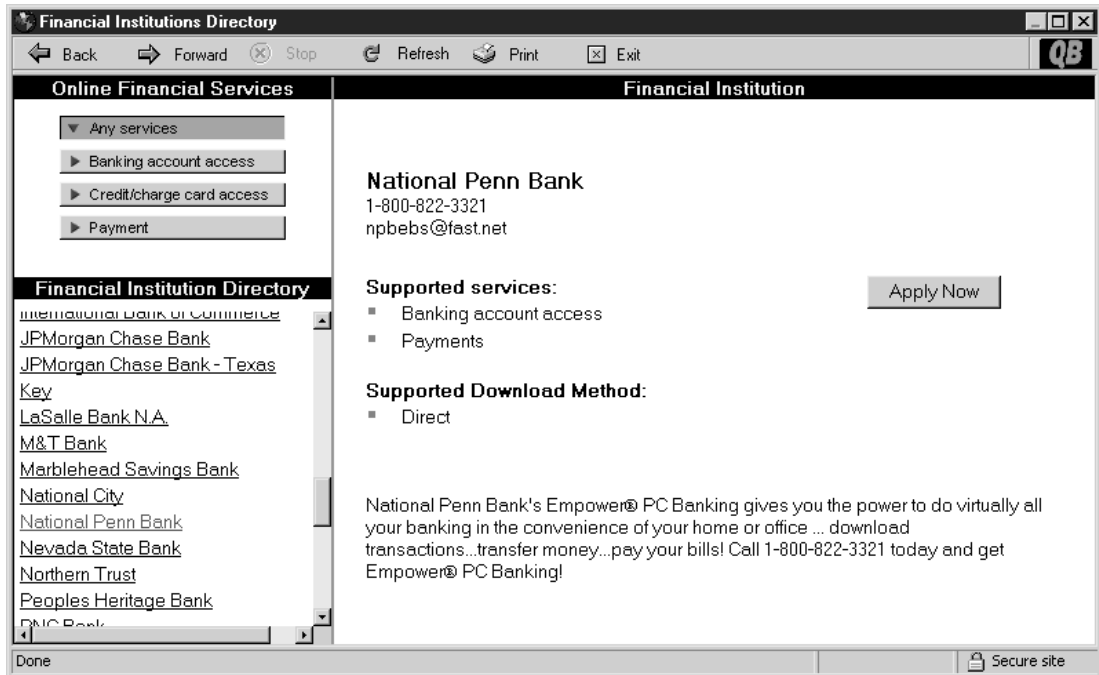 Financial Institutions Directory
Back Forward Stop Refresh Print Exit QB
Online Financial Services
Any services
Banking account access
Credit/charge card access
Payment
Financial Institution Directory
International Bank of Commerce
JPMorgan Chase Bank
JPMorgan Chase Bank - Texas
Key
LaSalle Bank N.A.
M&T Bank
Marblehead Savings Bank
National City
National Penn Bank
Nevada State Bank
Northern Trust
Peoples Heritage Bank
PNC Bank
Financial Institution
National Penn Bank
1-800-822-3321
npbebs@fast.net
Supported services:
Banking account access
Payments
Apply Now
Supported Download Method:
Direct
National Penn Bank's Empower® PC Banking gives you the power to do virtually all
your banking in the convenience of your home or office ... download
transactions...transfer money...pay your bills! Call 1-800-822-3321 today and get
Empower® PC Banking!
Done
Secure site